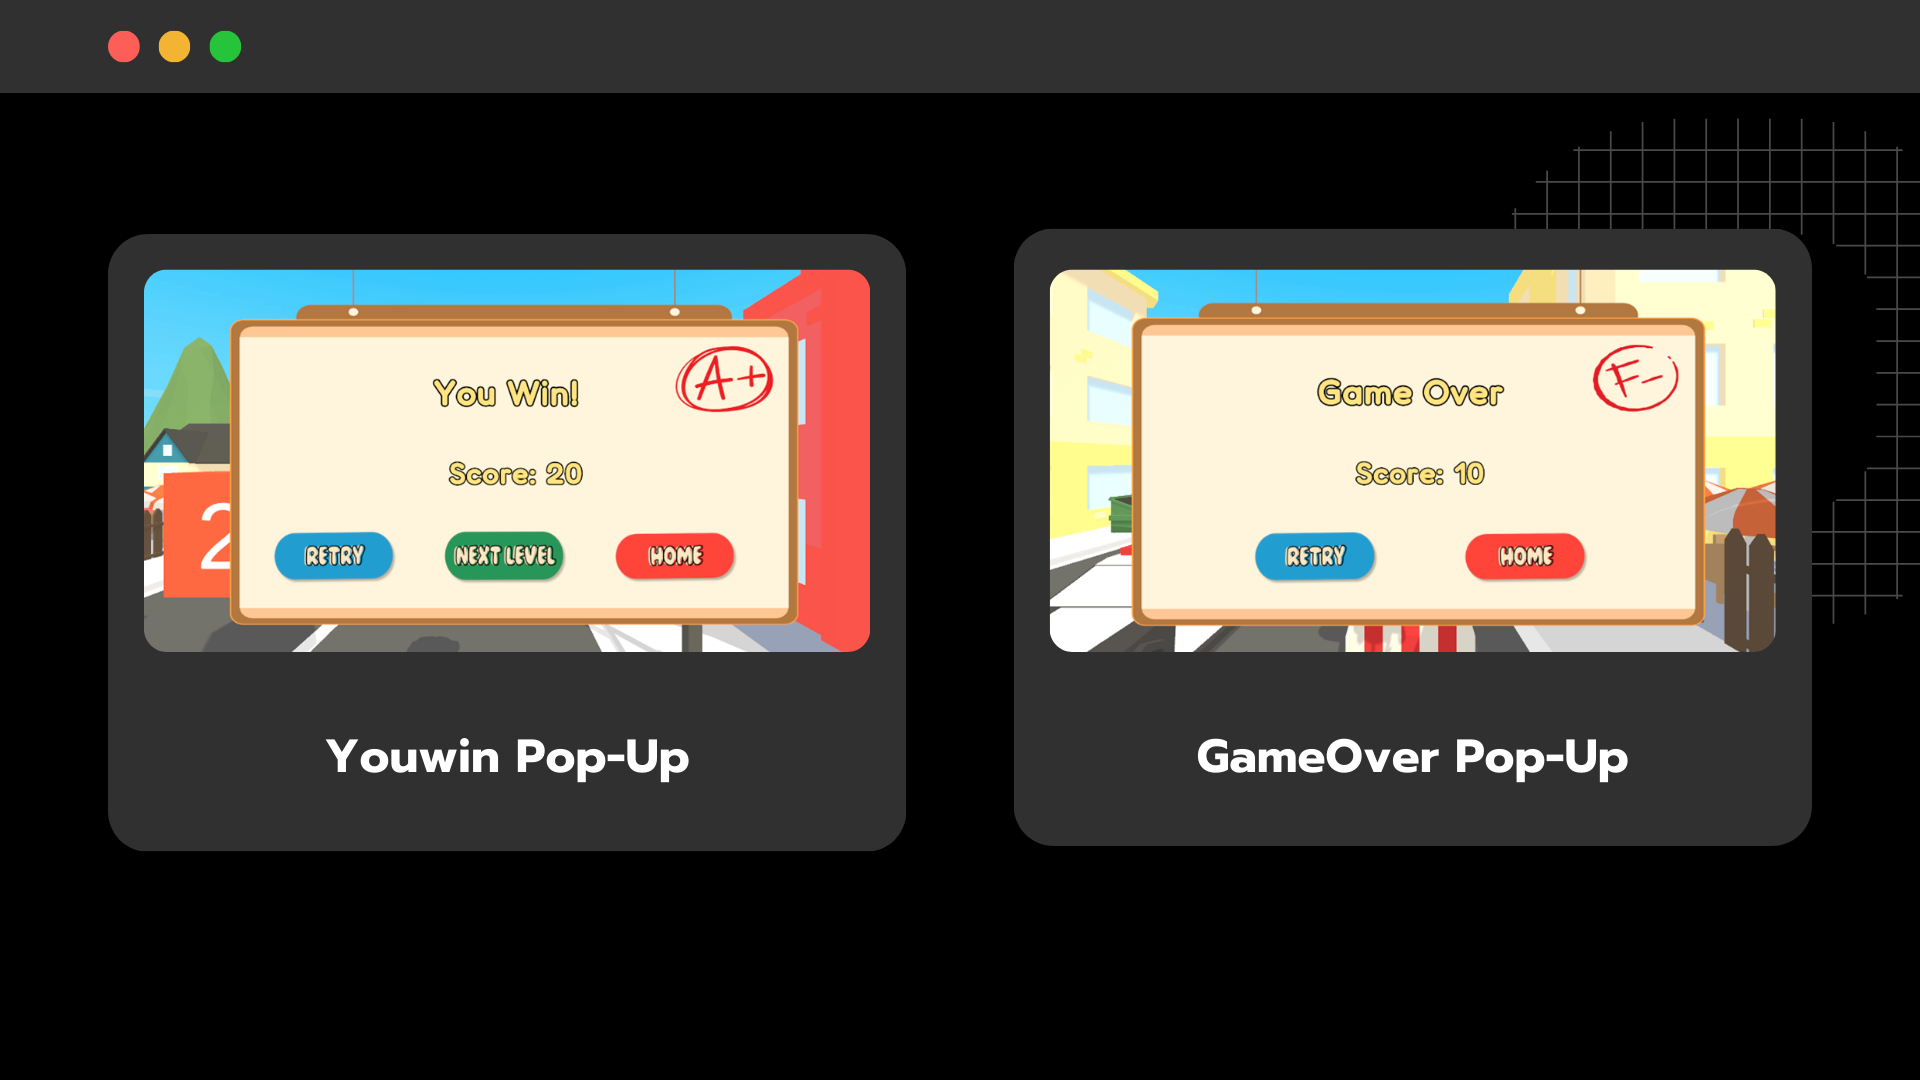 You Win!
A+
Score: 20
2
RETRY
NEXT LEVEL
HOME
Youwin Pop-Up
Game Over
F-
Score: 10
RETRY
HOME
GameOver Pop-Up